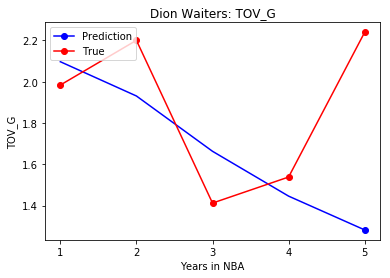 Dion Waiters: TOV_G
Prediction
True
2.2
2.0
1.8
1.6
1.4
TOV_G
1
2
3
4
5
Years in NBA